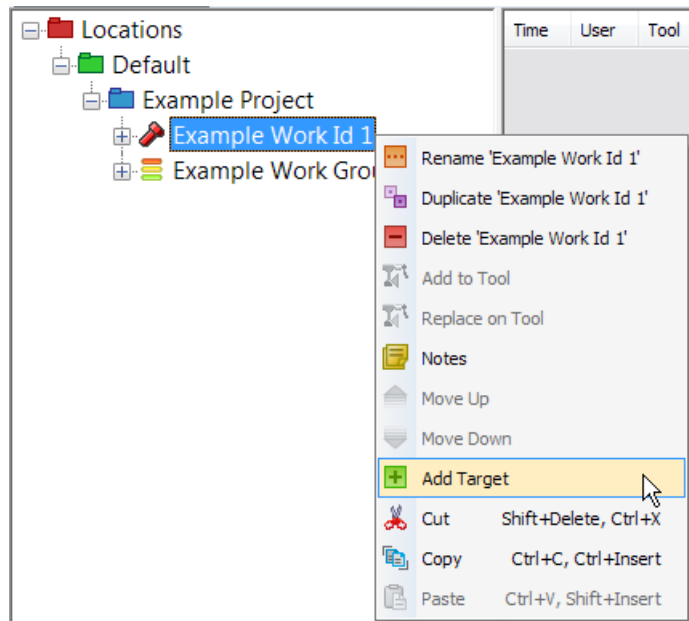 Locations
Default
Example Project
Example Work Id 1
Example Work Grou
Time User Tool
Rename 'Example Work Id 1'
Duplicate 'Example Work Id 1'
Delete 'Example Work Id 1'
Add to Tool
Replace on Tool
Notes
Move Up
Move Down
Add Target
Cut Shift+Delete, Ctrl+X
Copy Ctrl+C, Ctrl+Insert
Paste Ctrl+V, Shift+Insert